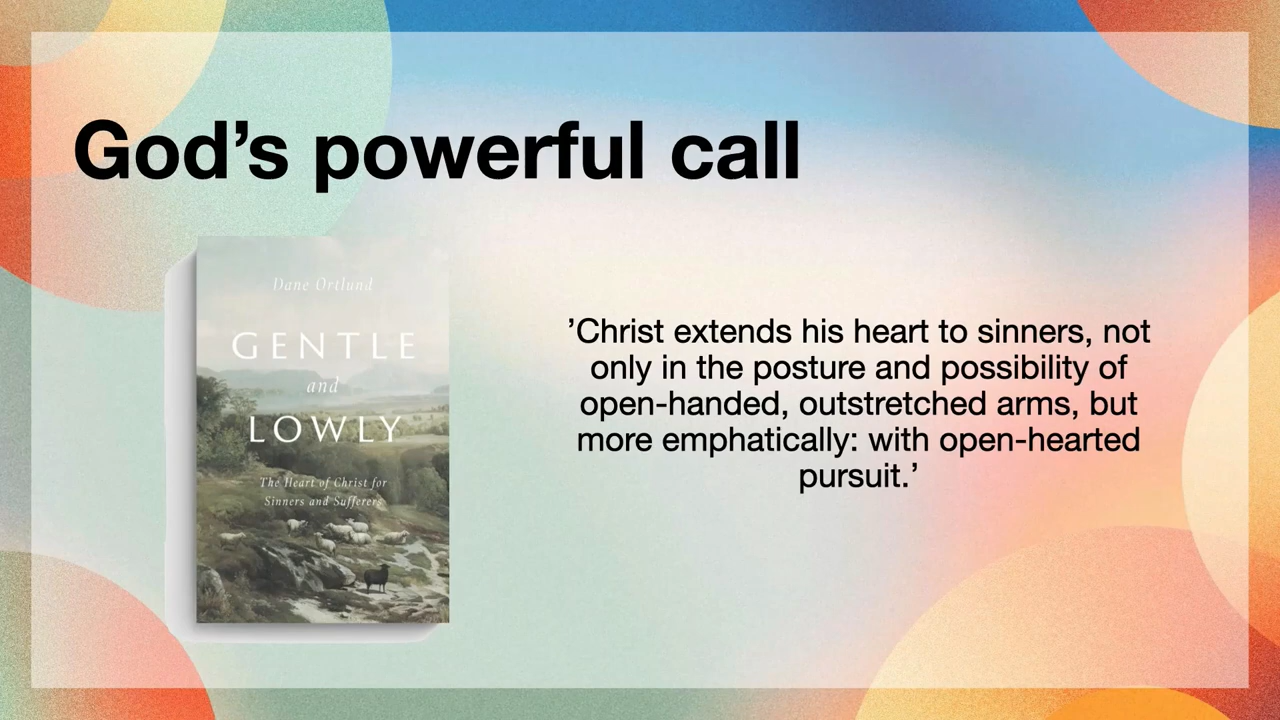 God’s powerful call
Dane Ortlund
GENTLE
and
LOWLY
The Heart of Christ for
Sinners and Sufferers
’Christ extends his heart to sinners, not
only in the posture and possibility of
open-handed, outstretched arms, but
more emphatically: with open-hearted
pursuit.’